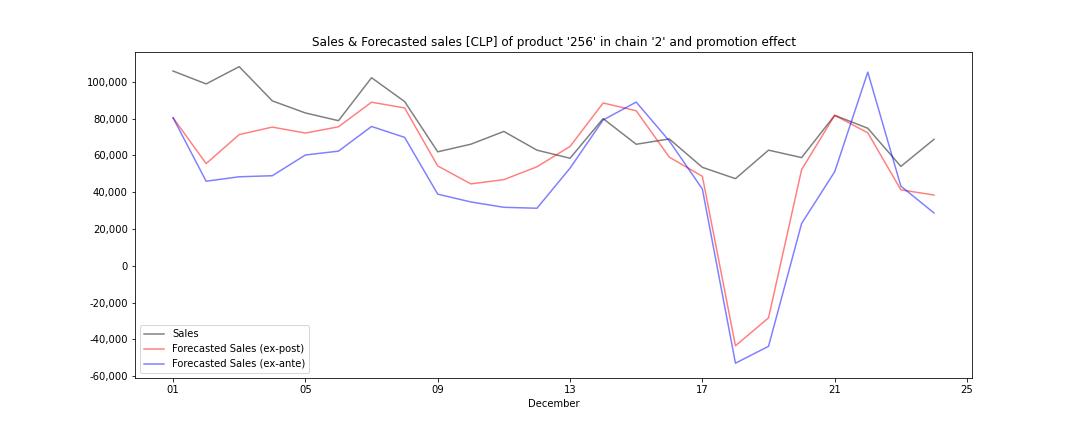 Sales & Forecasted sales [CLP] of product '256' in chain '2' and promotion effect
100,000
80,000
60,000
40,000
20,000
0
-20,000
-40,000
-60,000
Sales
Forecasted Sales (ex-post)
Forecasted Sales (ex-ante)
01 05 09 13 17 21 25
December